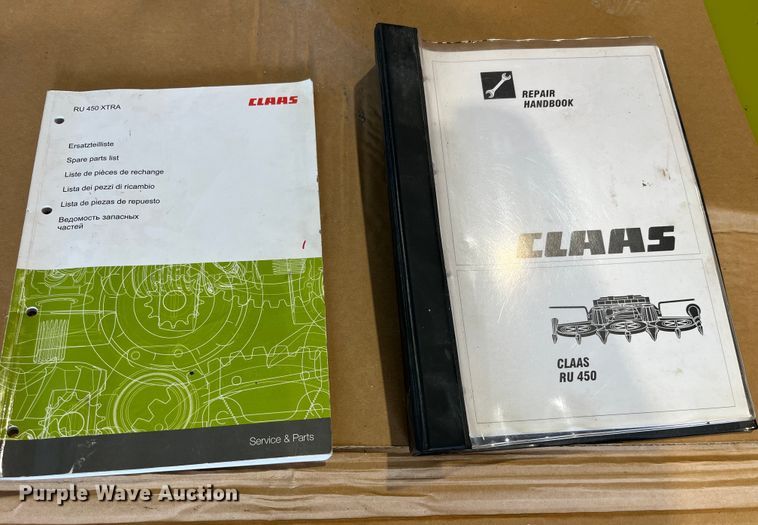 RU 450 XTRA
CLAAS
Ersatzteilliste
Spare parts list
Liste de pièces de rechange
Lista dei pezzi di ricambio
Lista de piezas de repuesto
Ведомость запасных
частей
Service & Parts
REPAIR
HANDBOOK
CLAAS
CLAAS
RU 450
Purple Wave Auction